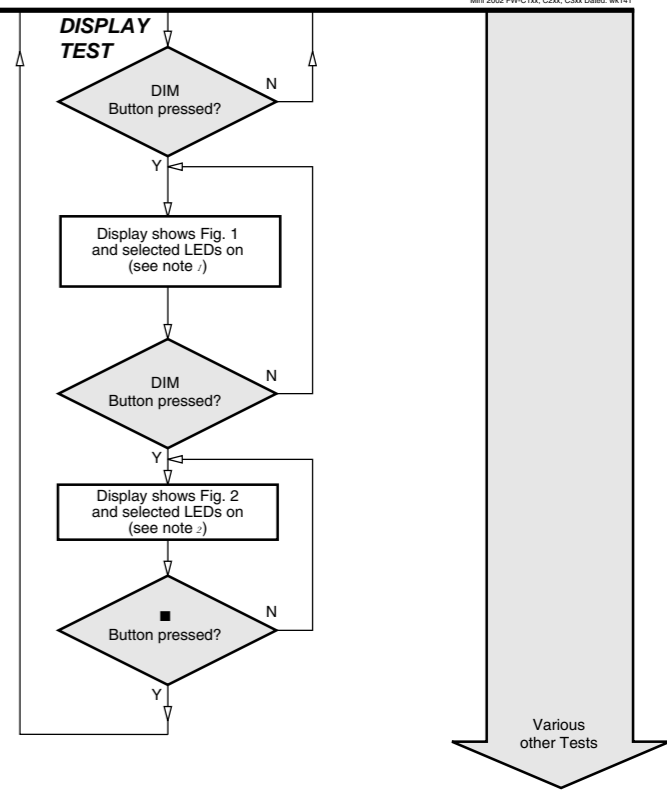 Mini 2002 FW-C1xx, C2xx, C3xx Dated: wk141
DISPLAY
TEST
DIM
Button pressed?
N
Y
Display shows Fig. 1
and selected LEDs on
(see note 1)
DIM
Button pressed?
N
Y
Display shows Fig. 2
and selected LEDs on
(see note 2)
■
Button pressed?
N
Y
Various
other Tests